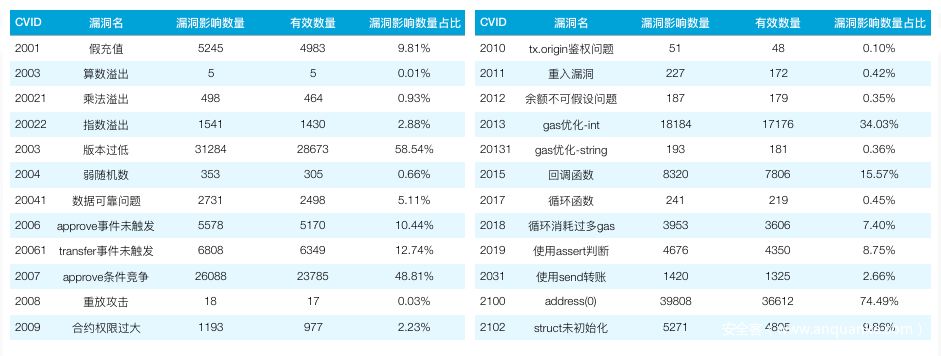 CVID 漏洞名 漏洞影响数量 有效数量 漏洞影响数量占比
2001 假充值 5245 4983 9.81%
2003 算数溢出 5 5 0.01%
20021 乘法溢出 498 464 0.93%
20022 指数溢出 1541 1430 2.88%
2003 版本过低 31284 28673 58.54%
2004 弱随机数 353 305 0.66%
20041 数据可靠问题 2731 2498 5.11%
2006 approve事件未触发 5578 5170 10.44%
20061 transfer事件未触发 6808 6349 12.74%
2007 approve条件竞争 26088 23785 48.81%
2008 重放攻击 18 17 0.03%
2009 合约权限过大 1193 977 2.23%
CVID 漏洞名 漏洞影响数量 有效数量 漏洞影响数量占比
2010 tx.origin鉴权问题 51 48 0.10%
2011 重入漏洞 227 172 0.42%
2012 余额不可假设问题 187 179 0.35%
2013 gas优化-int 18184 17176 34.03%
20131 gas优化-string 193 181 0.36%
2015 回调函数 8320 7806 15.57%
2017 循环函数 241 219 0.45%
2018 循环消耗过多gas 3953 3606 7.40%
2019 使用assert判断 4676 4350 8.75%
2031 使用send转账 1420 1325 2.66%
2100 address(0) 39808 36612 74.49%
2102 struct未初始化 5271 4805 9.86%